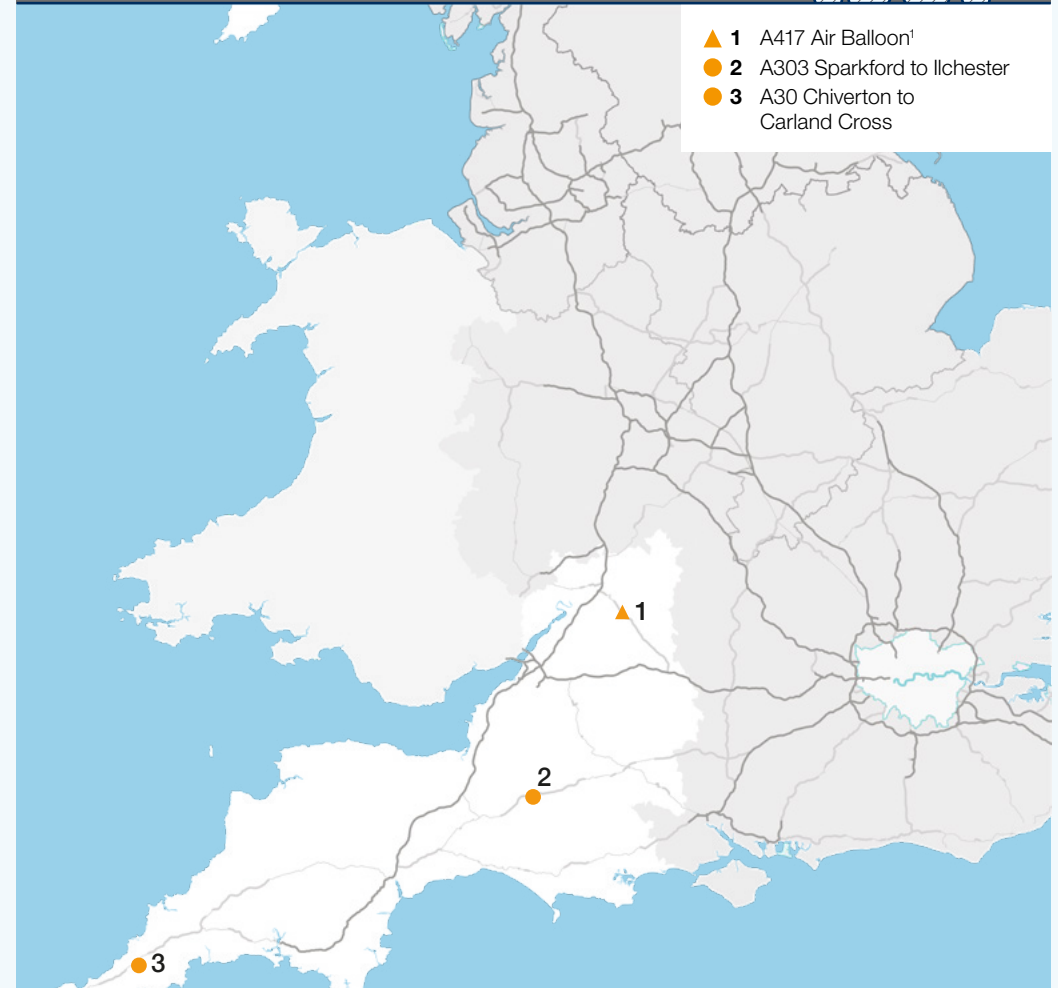 1 A417 Air Balloon¹
2 A303 Sparkford to Ilchester
3 A30 Chiverton to
Carland Cross
1
2
3